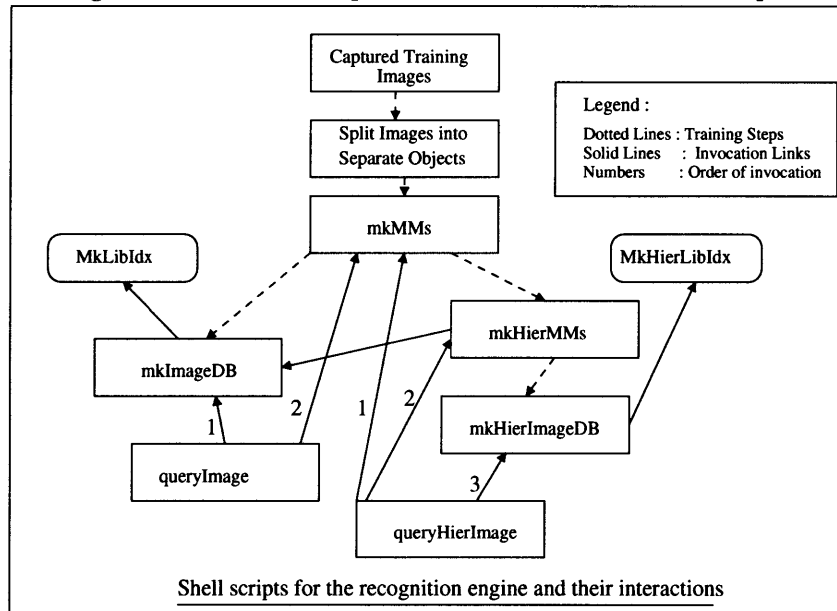 Captured Training
Images
Split Images into
Separate Objects
Legend :
Dotted Lines : Training Steps
Solid Lines : Invocation Links
Numbers : Order of invocation
mkMMs
MkLibIdx
MkHierLibIdx
mkHierMMs
mkImageDB
2
1
2
mkHierImageDB
1
queryImage
3
queryHierImage
Shell scripts for the recognition engine and their interactions